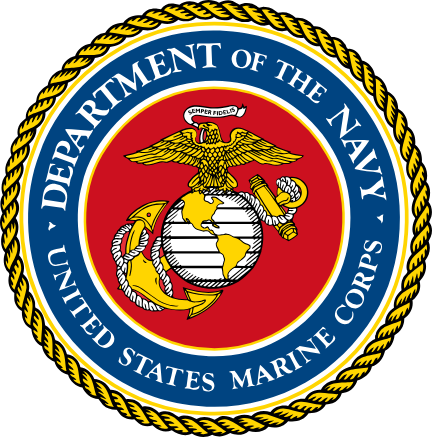 DEPARTMENT OF THE NAVY
UNITED STATES MARINE CORPS
SEMPER FIDELIS